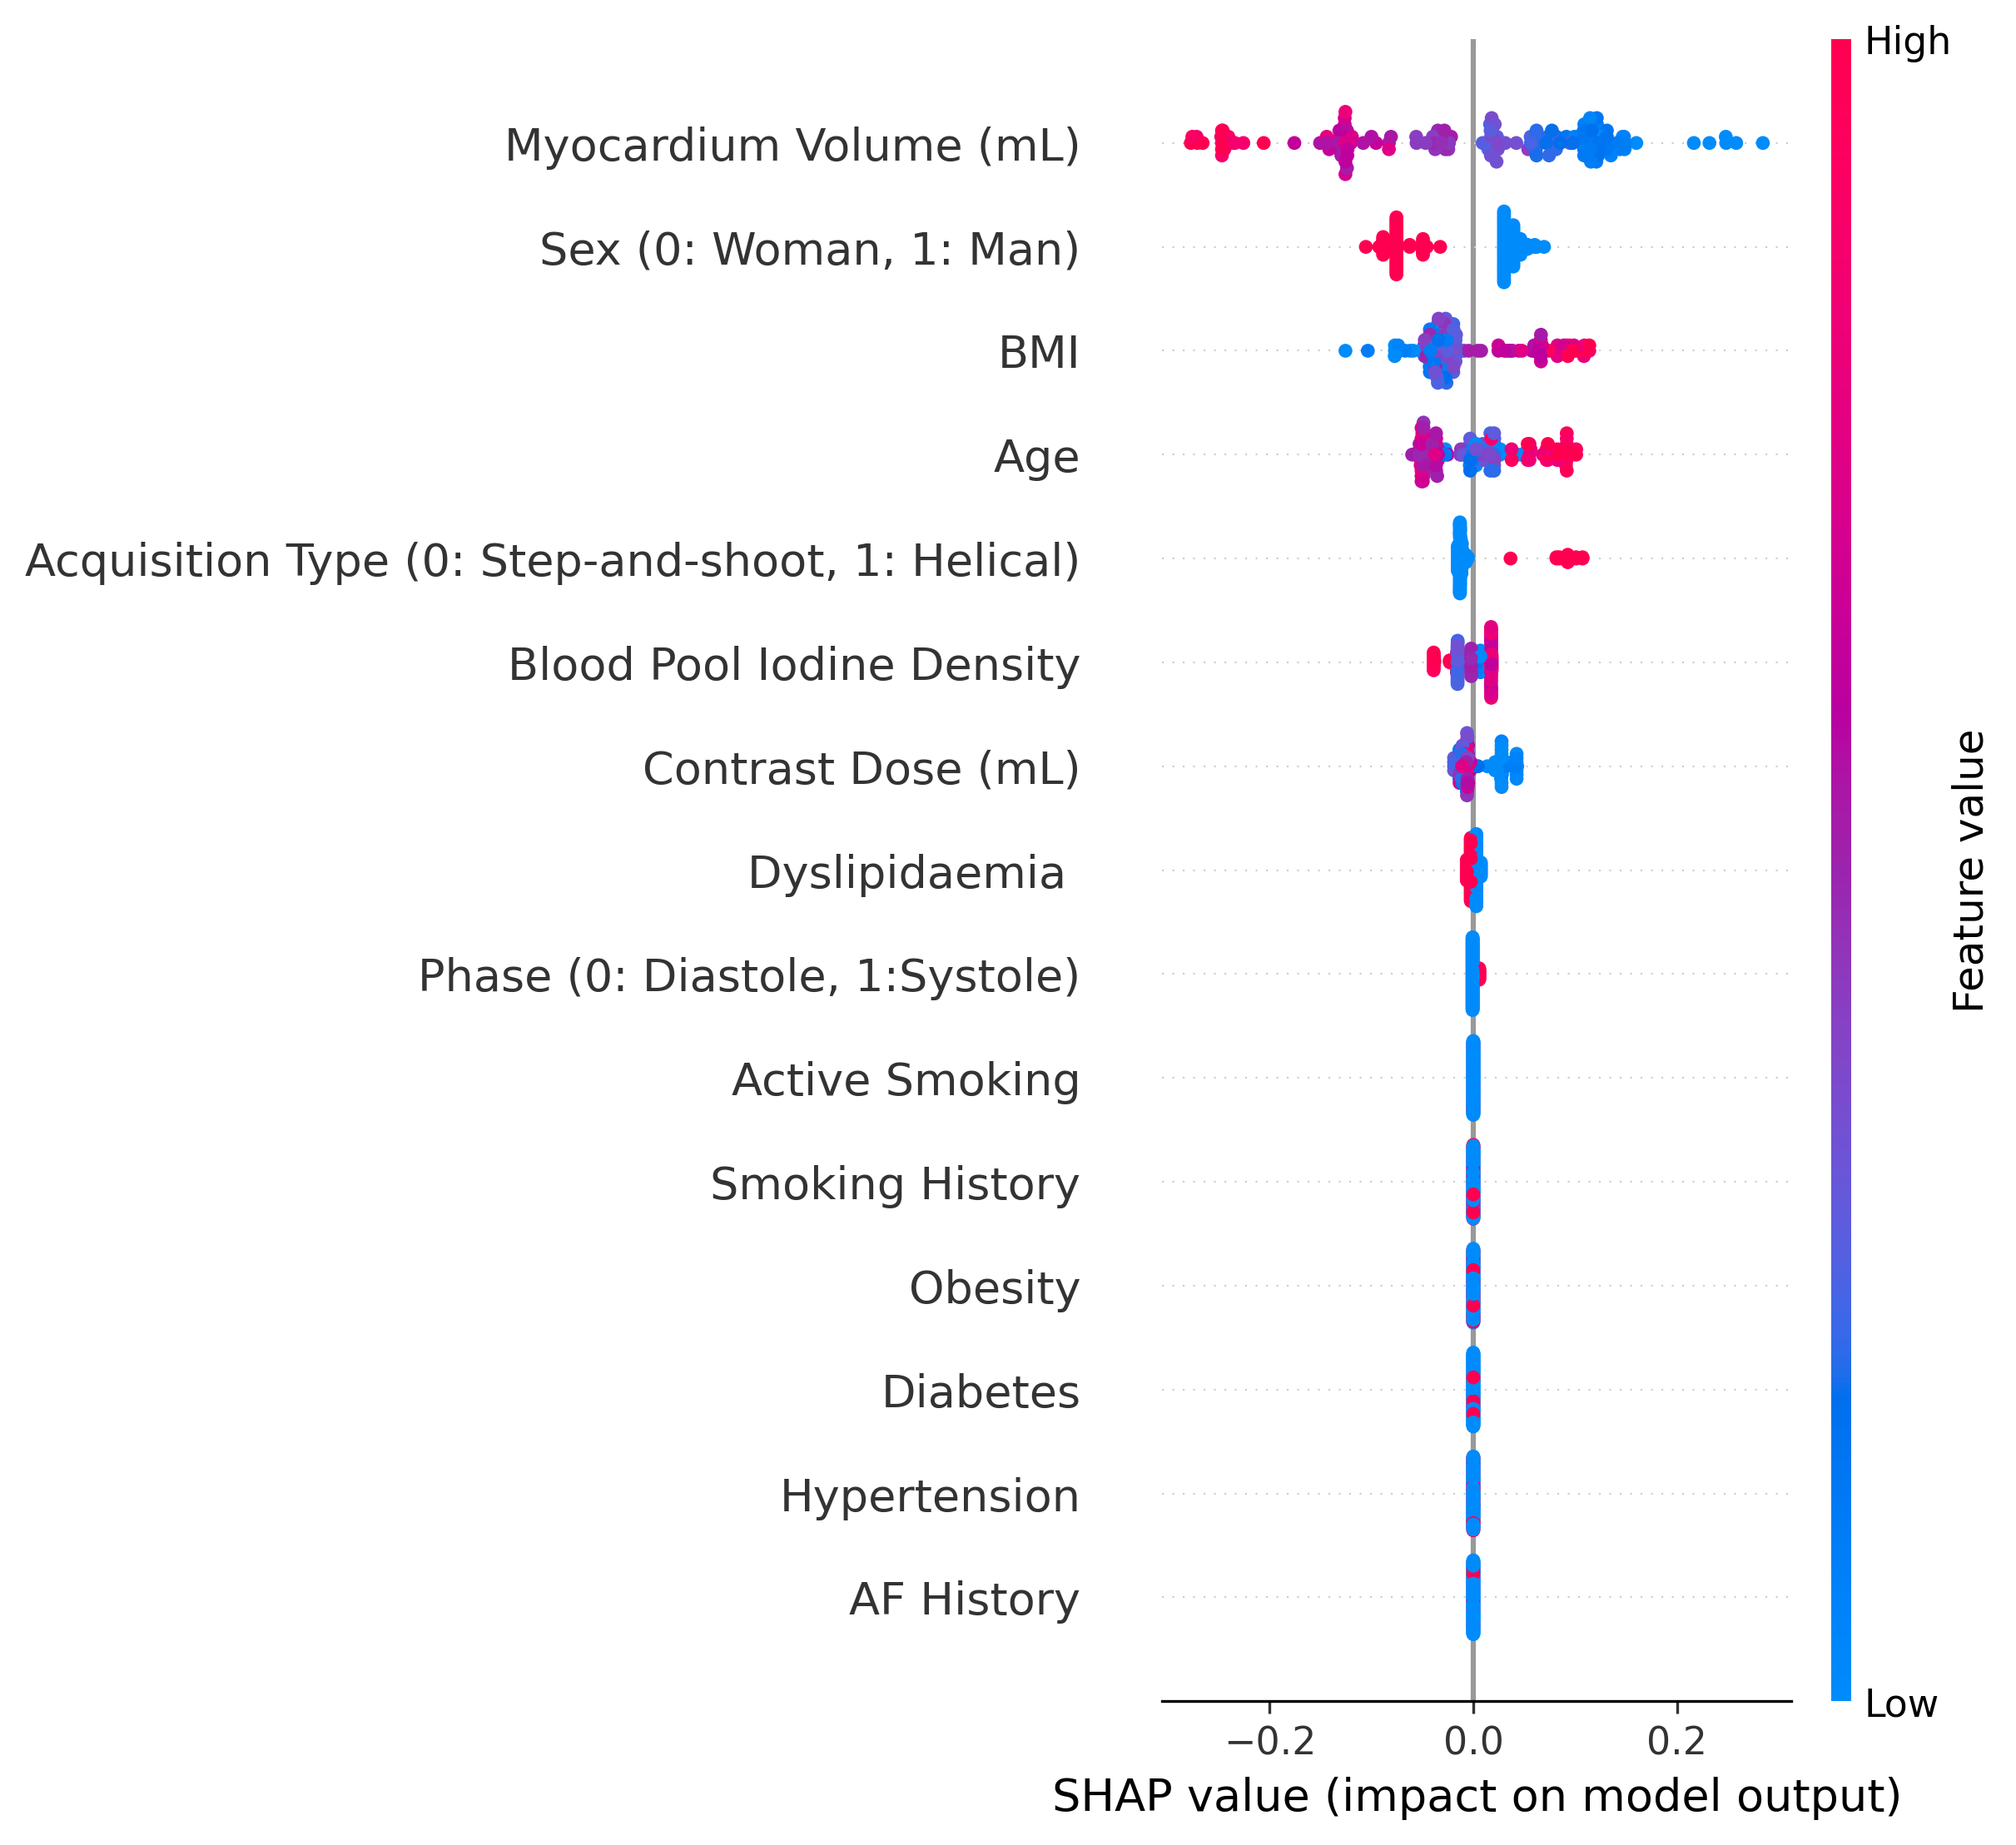 High
Myocardium Volume (mL)
Sex (0: Woman, 1: Man)
BMI
Age
Acquisition Type (0: Step-and-shoot, 1: Helical)
Blood Pool Iodine Density
Contrast Dose (mL)
Dyslipidaemia
Phase (0: Diastole, 1:Systole)
Active Smoking
Smoking History
Obesity
Diabetes
Hypertension
AF History
Feature value
Low
−0.2 0.0 0.2
SHAP value (impact on model output)